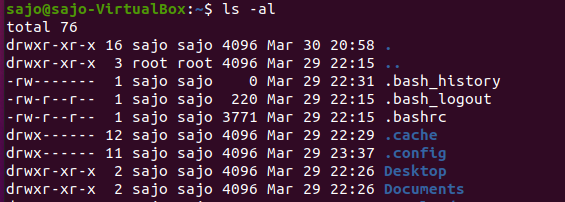 sajo@sajo-VirtualBox:~$ ls -al
total 76
drwxr-xr-x 16 sajo sajo 4096 Mar 30 20:58 .
drwxr-xr-x  3 root root 4096 Mar 29 22:15 ..
-rw-------  1 sajo sajo    0 Mar 29 22:31 .bash_history
-rw-r--r--  1 sajo sajo  220 Mar 29 22:15 .bash_logout
-rw-r--r--  1 sajo sajo 3771 Mar 29 22:15 .bashrc
drwx------ 12 sajo sajo 4096 Mar 29 22:29 .cache
drwx------ 11 sajo sajo 4096 Mar 29 23:37 .config
drwxr-xr-x  2 sajo sajo 4096 Mar 29 22:26 Desktop
drwxr-xr-x  2 sajo sajo 4096 Mar 29 22:26 Documents